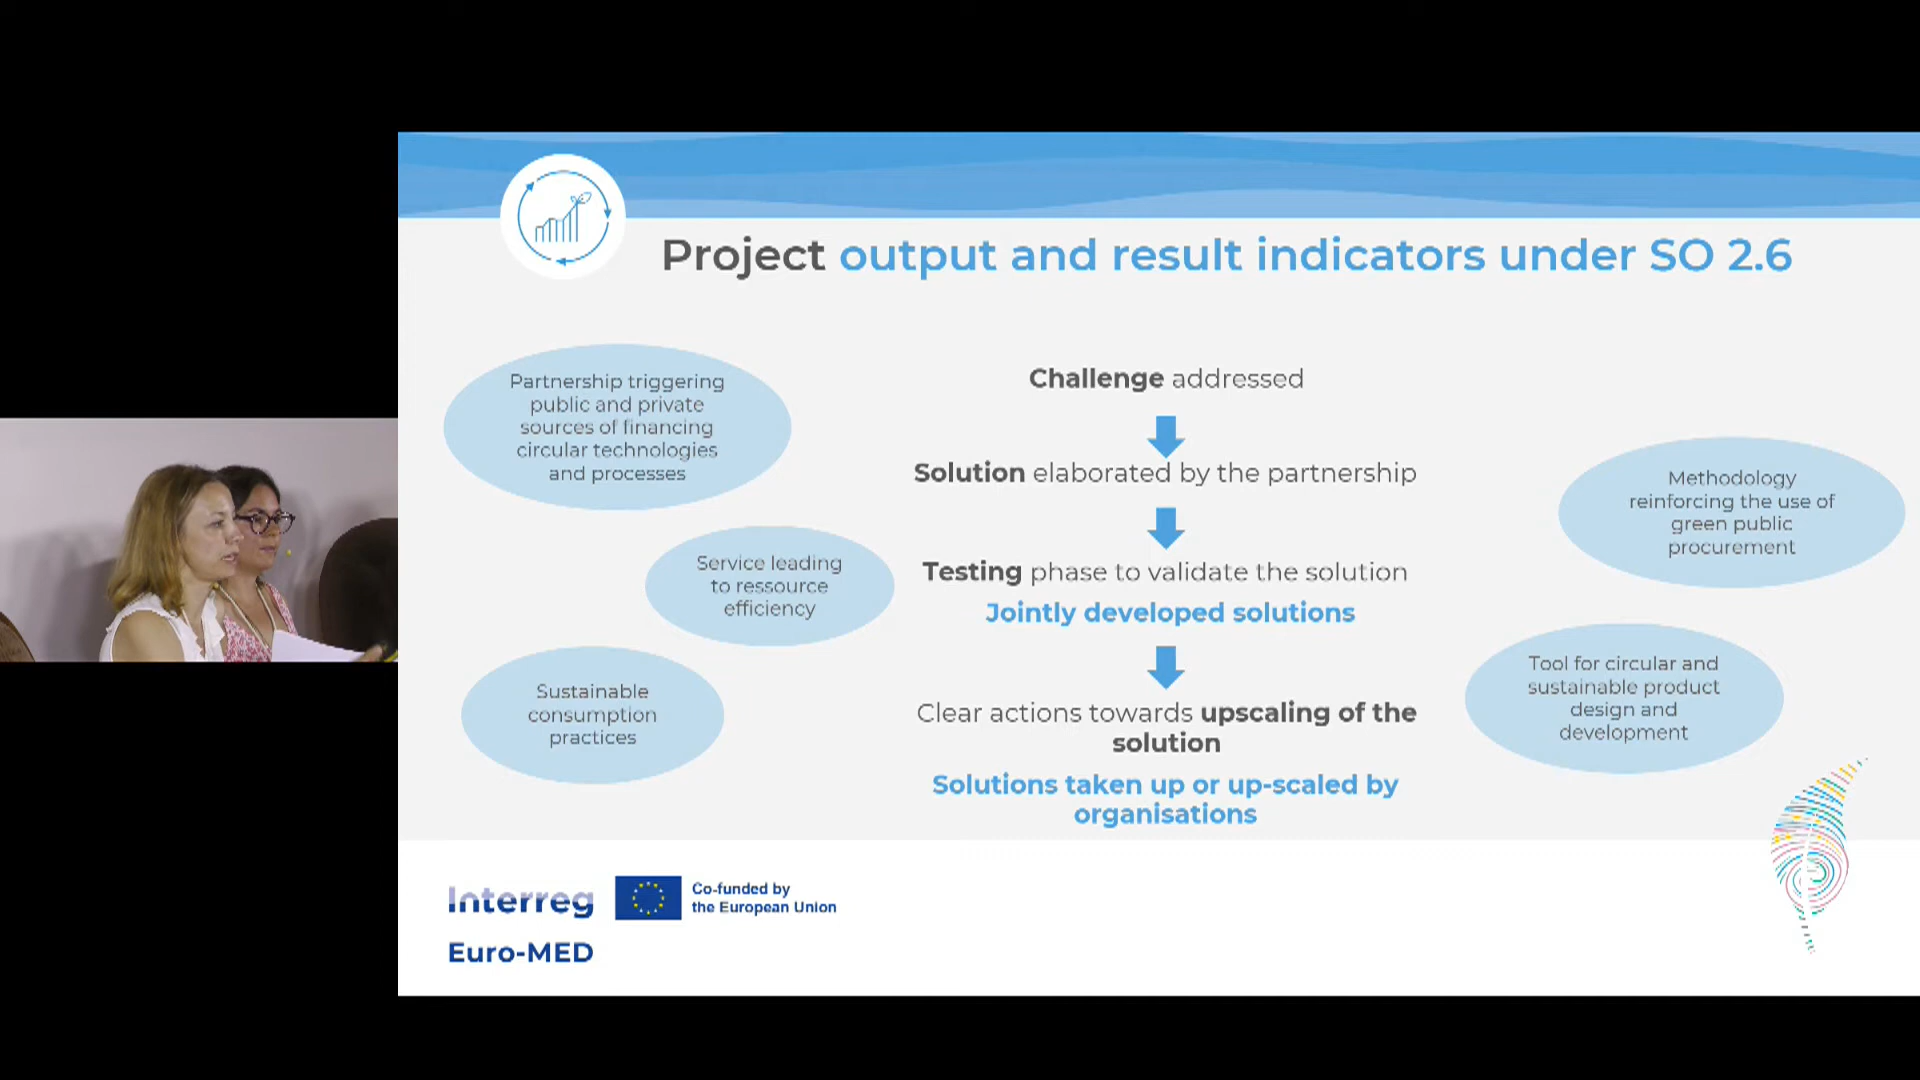 Project output and result indicators under SO 2.6
Partnership triggering
public and private
sources of financing
circular technologies
and processes
Service leading
to ressource
efficiency
Sustainable
consumption
practices
Challenge addressed
Solution elaborated by the partnership
Testing phase to validate the solution
Jointly developed solutions
Clear actions towards upscaling of the
solution
Solutions taken up or up-scaled by
organisations
Methodology
reinforcing the use of
green public
procurement
Tool for circular and
sustainable product
design and
development
Interreg
Co-funded by
the European Union
Euro-MED